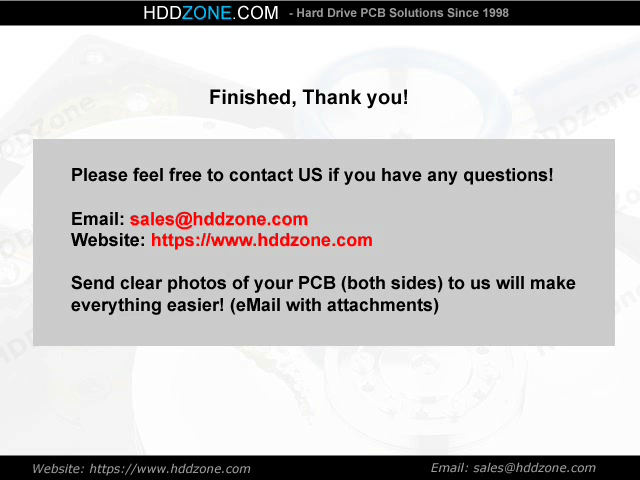 HDDZONE.COM - Hard Drive PCB Solutions Since 1998
Finished, Thank you!
Please feel free to contact US if you have any questions!
Email: sales@hddzone.com
Website: https://www.hddzone.com
Send clear photos of your PCB (both sides) to us will make
everything easier! (eMail with attachments)
Website: https://www.hddzone.com Email: sales@hddzone.com